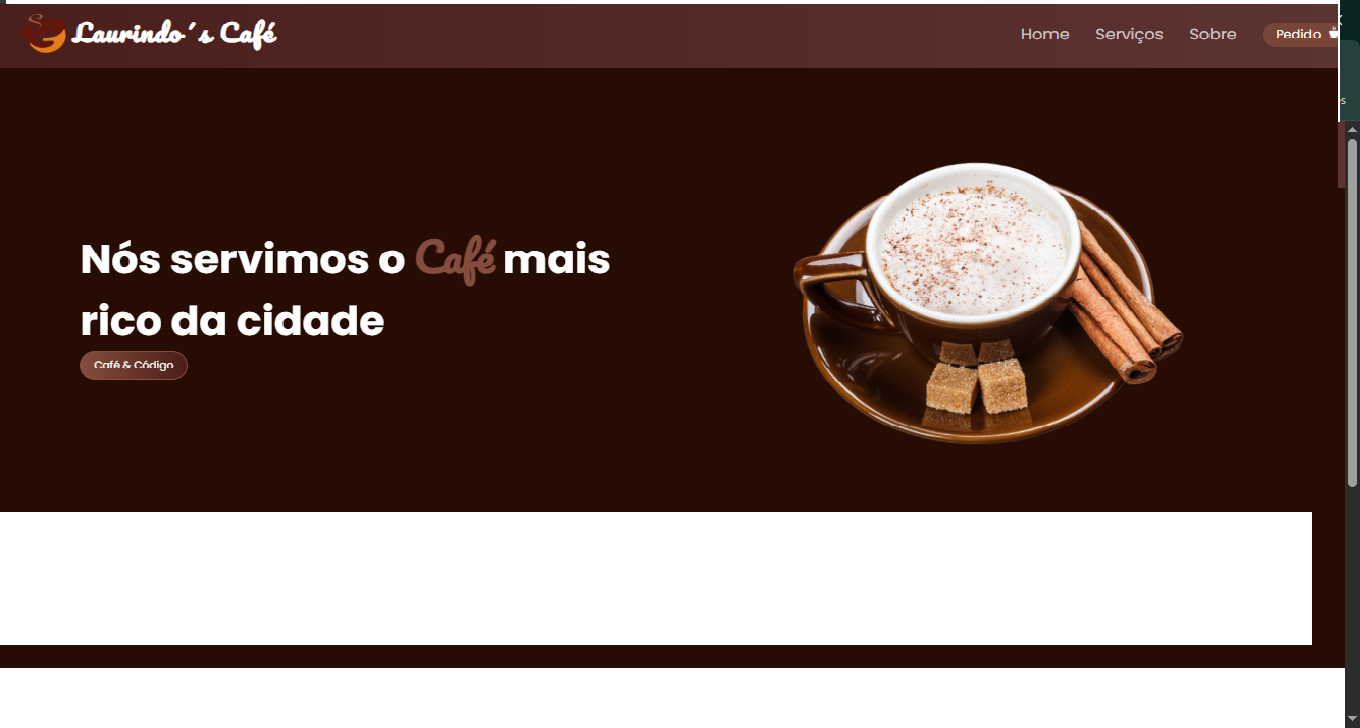 Laurindo´s Café
Home
Serviços
Sobre
Pedido
Nós servimos o Café mais
rico da cidade
Café & Código